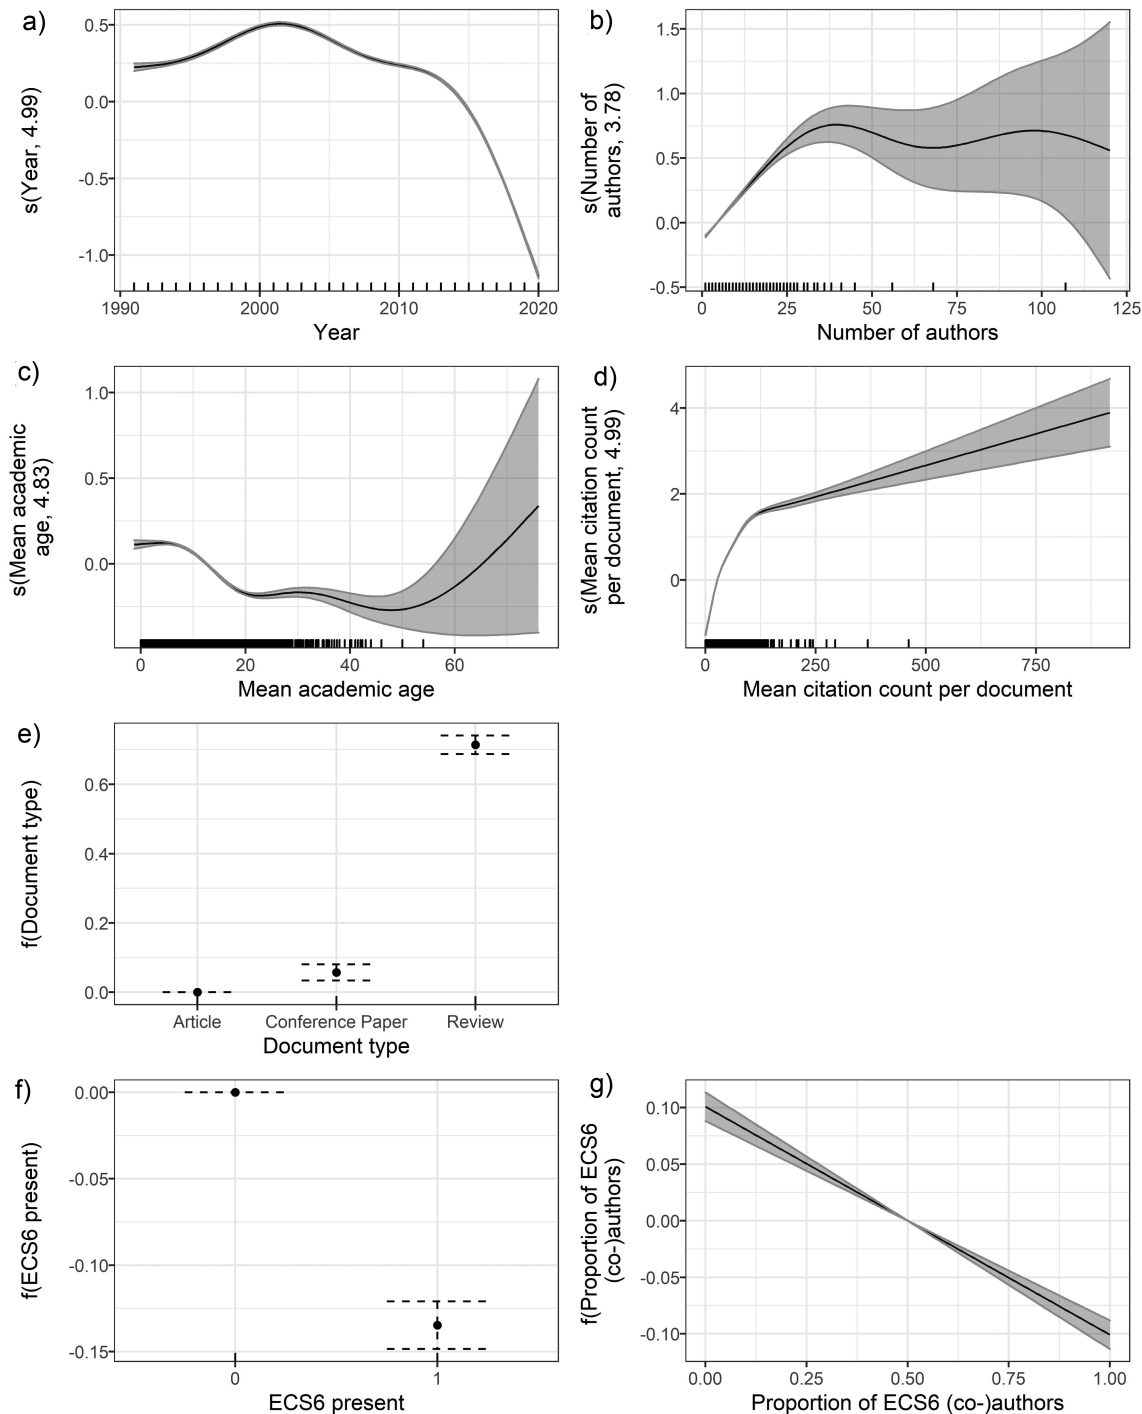 a)
s(Year, 4.99)
0.5
0.0
-0.5
-1.0
1990 2000 2010 2020
Year
b)
s(Number of
authors, 3.78)
1.5
1.0
0.5
0.0
-0.5
0 25 50 75 100 125
Number of authors
c)
s(Mean academic
age, 4.83)
1.0
0.5
0.0
0 20 40 60
Mean academic age
d)
s(Mean citation count
per document, 4.99)
4
2
0
0 250 500 750
Mean citation count per document
e)
f(Document type)
0.6
0.4
0.2
0.0
Article Conference Paper Review
Document type
f)
f(ECS6 present)
0.00
-0.05
-0.10
-0.15
0 1
ECS6 present
g)
f(Proportion of ECS6
(co-)authors)
0.10
0.05
0.00
-0.05
-0.10
0.00 0.25 0.50 0.75 1.00
Proportion of ECS6 (co-)authors